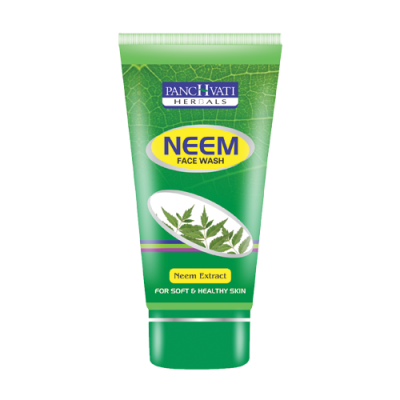 PANCHVATI
HERBALS
NEEM
FACE WASH
Neem Extract
FOR SOFT & HEALTHY SKIN